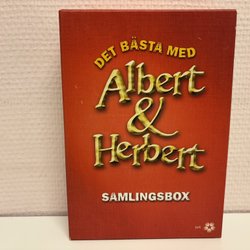 DET BÄSTA MED
Albert
&
Herbert
SAMLINGSBOX